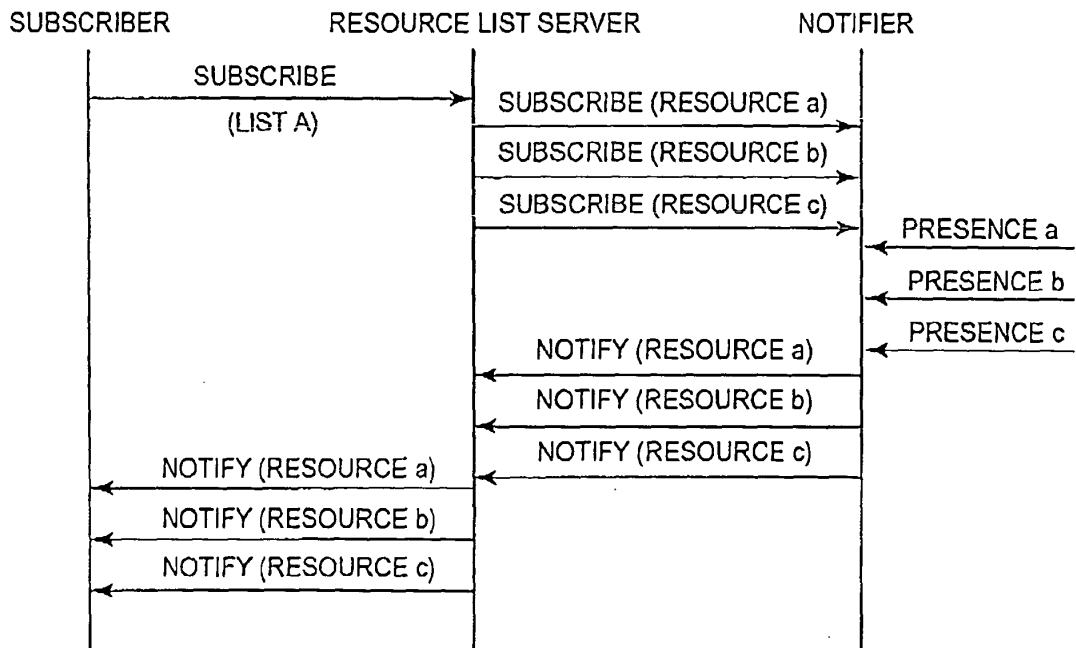 SUBSCRIBER RESOURCE LIST SERVER NOTIFIER
SUBSCRIBE
(LIST A)
SUBSCRIBE (RESOURCE a)
SUBSCRIBE (RESOURCE b)
SUBSCRIBE (RESOURCE c)
PRESENCE a
PRESENCE b
PRESENCE c
NOTIFY (RESOURCE a)
NOTIFY (RESOURCE b)
NOTIFY (RESOURCE c)
NOTIFY (RESOURCE a)
NOTIFY (RESOURCE b)
NOTIFY (RESOURCE c)